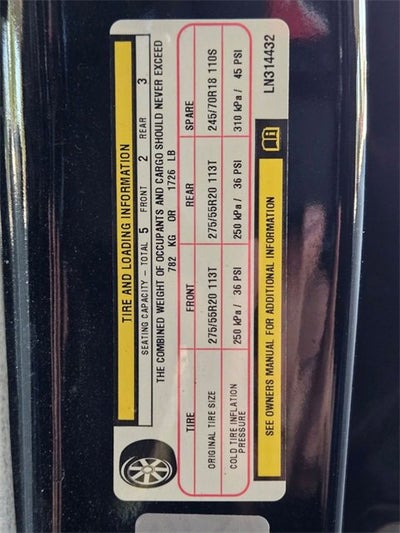 TIRE AND LOADING INFORMATION
SEATING CAPACITY - TOTAL 5 FRONT 2 REAR 3
THE COMBINED WEIGHT OF OCCUPANTS AND CARGO SHOULD NEVER EXCEED
782 KG OR 1726 LB
TIRE FRONT REAR SPARE
ORIGINAL TIRE SIZE 275/55R20 113T 275/55R20 113T 245/70R18 110S
COLD TIRE INFLATION PRESSURE 250 kPa / 36 PSI 250 kPa / 36 PSI 310 kPa / 45 PSI
SEE OWNERS MANUAL FOR ADDITIONAL INFORMATION
LN314432